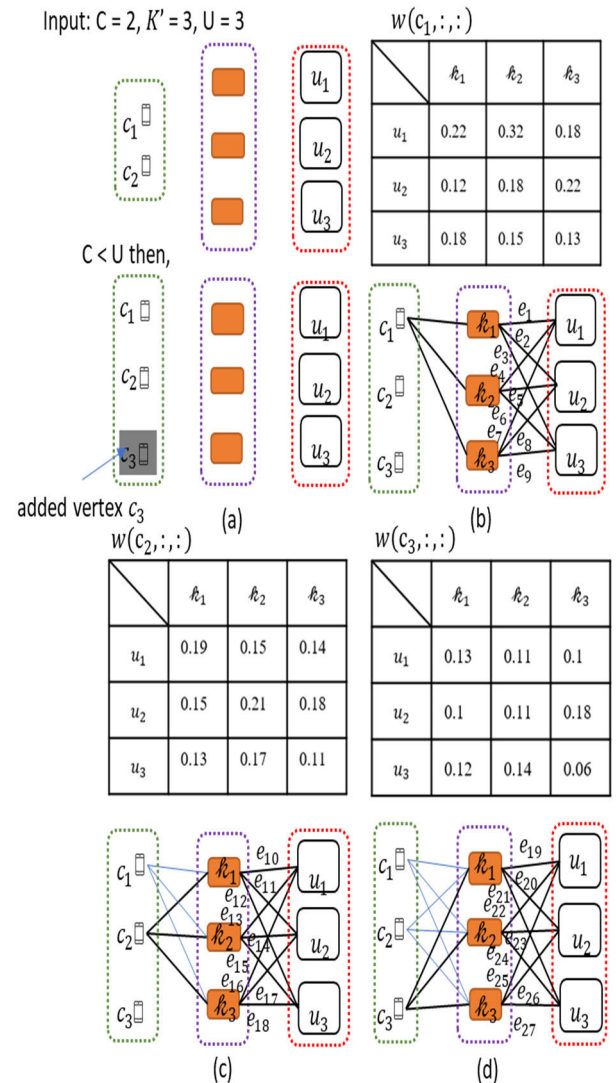 Input: C = 2, K' = 3, U = 3
c₁
c₂
u₁
u₂
u₃
w(c₁,:,:)
k₁ k₂ k₃
u₁ 0.22 0.32 0.18
u₂ 0.12 0.18 0.22
u₃ 0.18 0.15 0.13
C < U then,
c₁
c₂
c₃
u₁
u₂
u₃
added vertex c₃
(a)
c₁
c₂
c₃
k₁
k₂
k₃
e₁
e₂
e₃
e₄
e₅
e₆
e₇
e₈
e₉
u₁
u₂
u₃
(b)
w(c₂,:,:)
k₁ k₂ k₃
u₁ 0.19 0.15 0.14
u₂ 0.15 0.21 0.18
u₃ 0.13 0.17 0.11
w(c₃,:,:)
k₁ k₂ k₃
u₁ 0.13 0.11 0.1
u₂ 0.1 0.11 0.18
u₃ 0.12 0.14 0.06
c₁
c₂
c₃
k₁
k₂
k₃
e₁₀
e₁₁
e₁₂
e₁₃
e₁₄
e₁₅
e₁₆
e₁₇
e₁₈
u₁
u₂
u₃
(c)
c₁
c₂
c₃
k₁
k₂
k₃
e₁₉
e₂₀
e₂₁
e₂₂
e₂₃
e₂₄
e₂₅
e₂₆
e₂₇
u₁
u₂
u₃
(d)